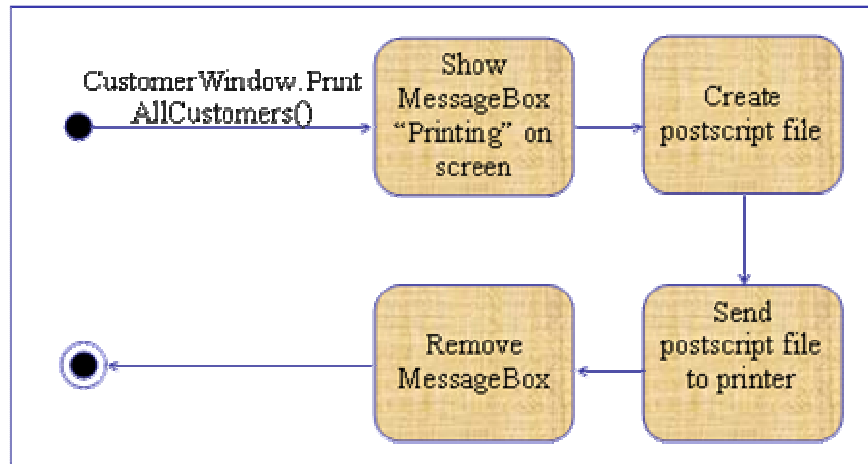 CustomerWindow.Print
AllCustomers()
Show
MessageBox
“Printing” on
screen
Create
postscript file
Send
postscript file
to printer
Remove
MessageBox